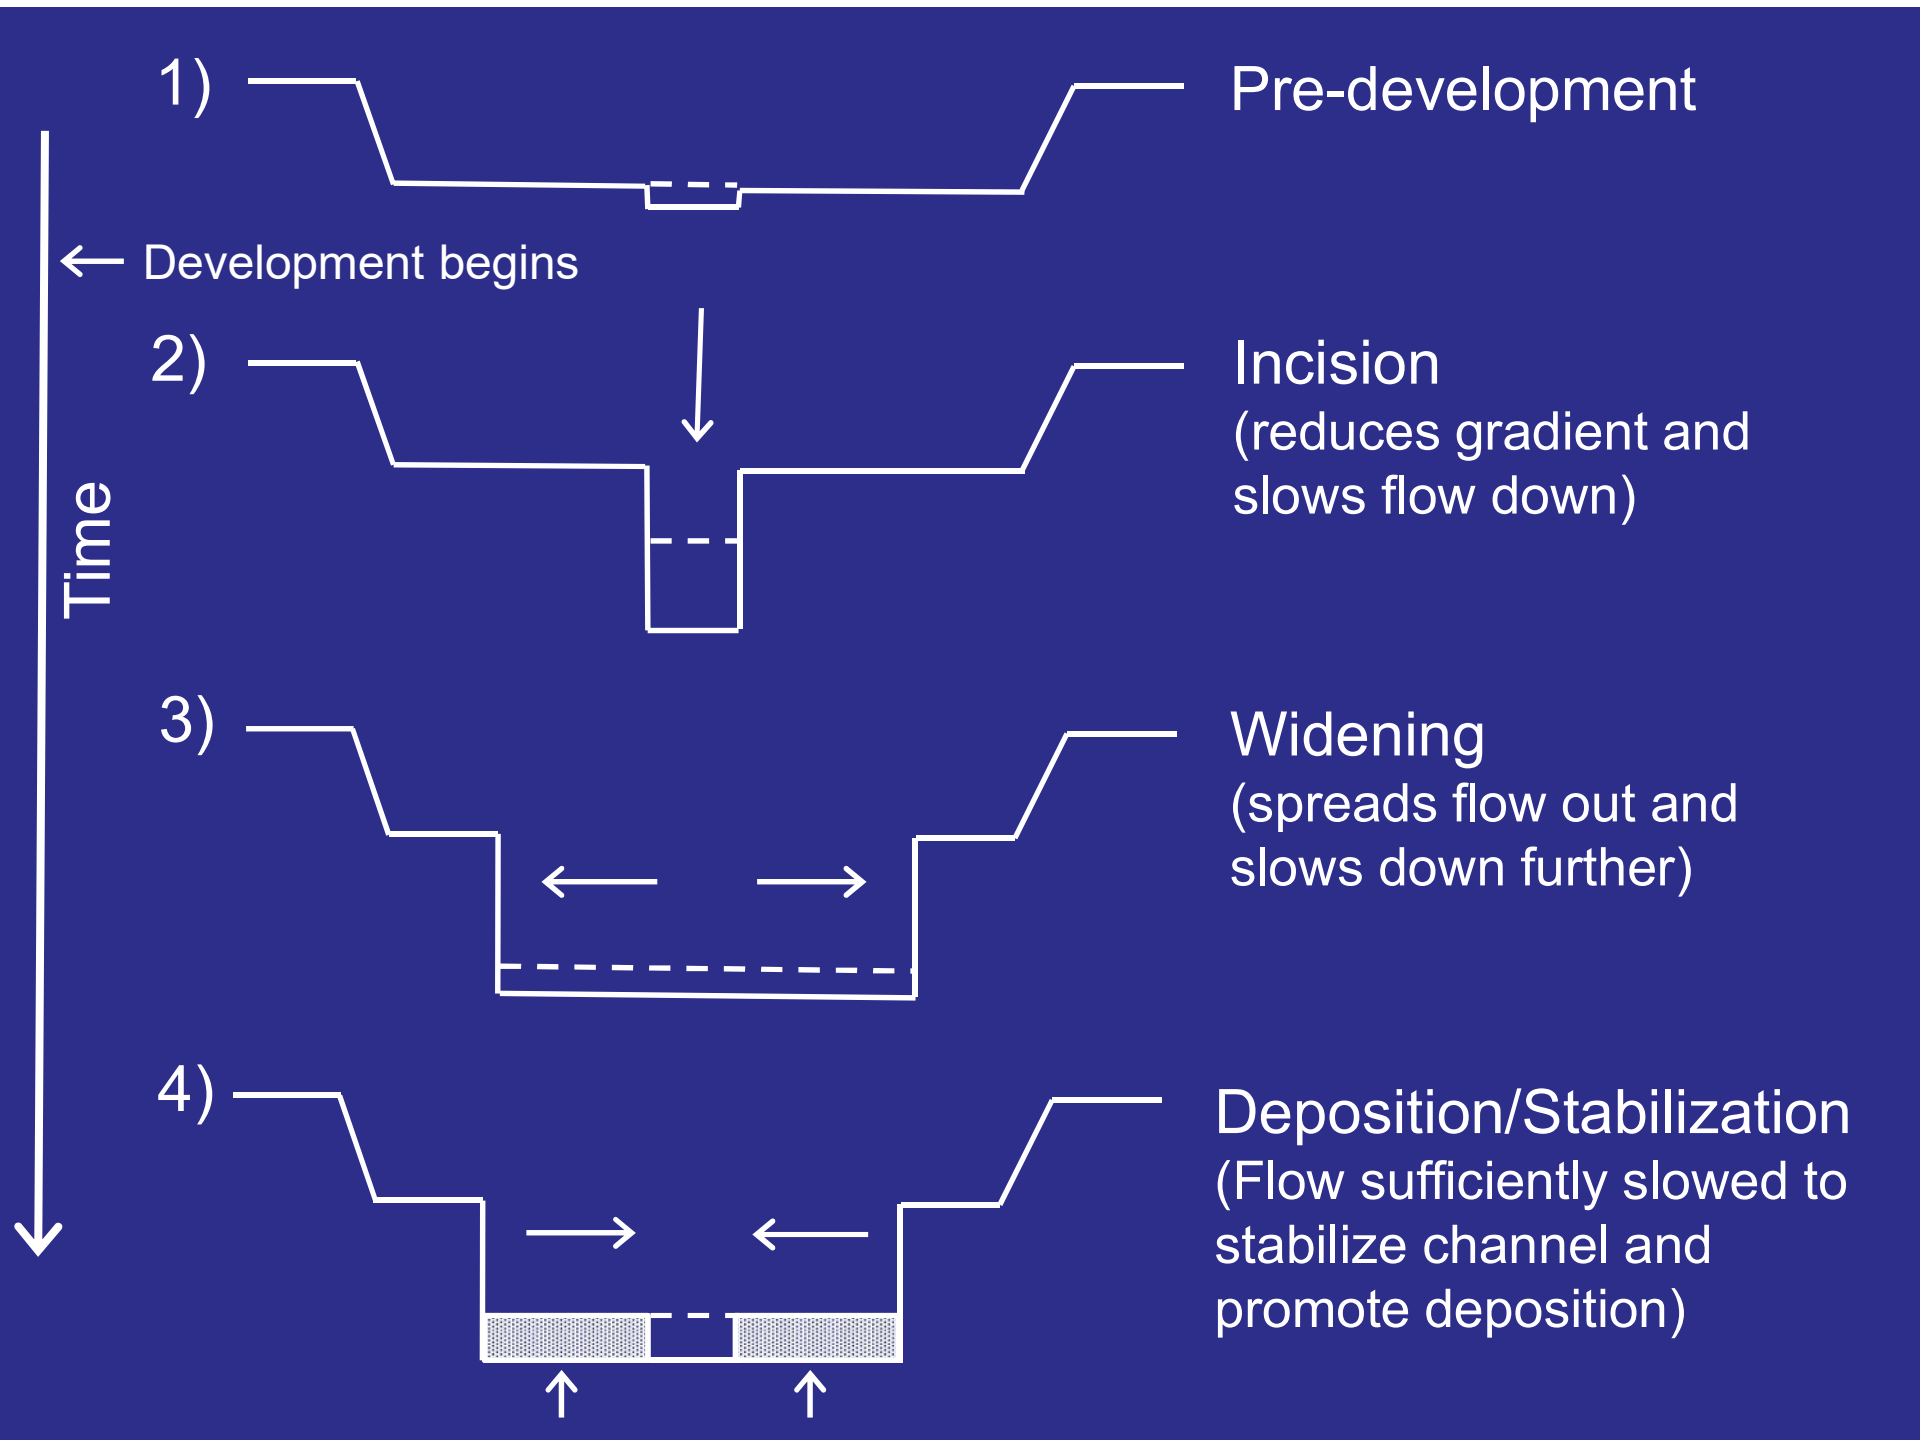 1)
Pre-development
Development begins
2)
Incision
(reduces gradient and
slows flow down)
Time
3)
Widening
(spreads flow out and
slows down further)
4)
Deposition/Stabilization
(Flow sufficiently slowed to
stabilize channel and
promote deposition)